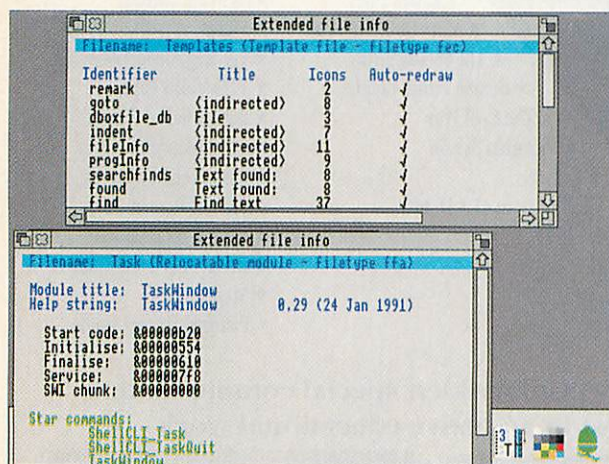 Extended file info
Filename: Templates (Template file - filetype fec)
Identifier Title Icons Auto-redraw
remark 2 √
goto (indirected) 8 √
dboxfile_db File 3 √
indent (indirected) 7 √
fileInfo (indirected) 11 √
progInfo (indirected) 9 √
searchfinds Text found: 8 √
found Text found: 8 √
find Find text 37 √
Extended file info
Filename: Task (Relocatable module - filetype ffa)
Module title: TaskWindow
Help string: TaskWindow 0.29 (24 Jan 1991)
Start code: &00000b20
Initialise: &00000554
Finalise: &00000610
Service: &000007f8
SWI chunk: &00000000
Star commands:
ShellCLI_Task
ShellCLI_TaskQuit
TaskWindow